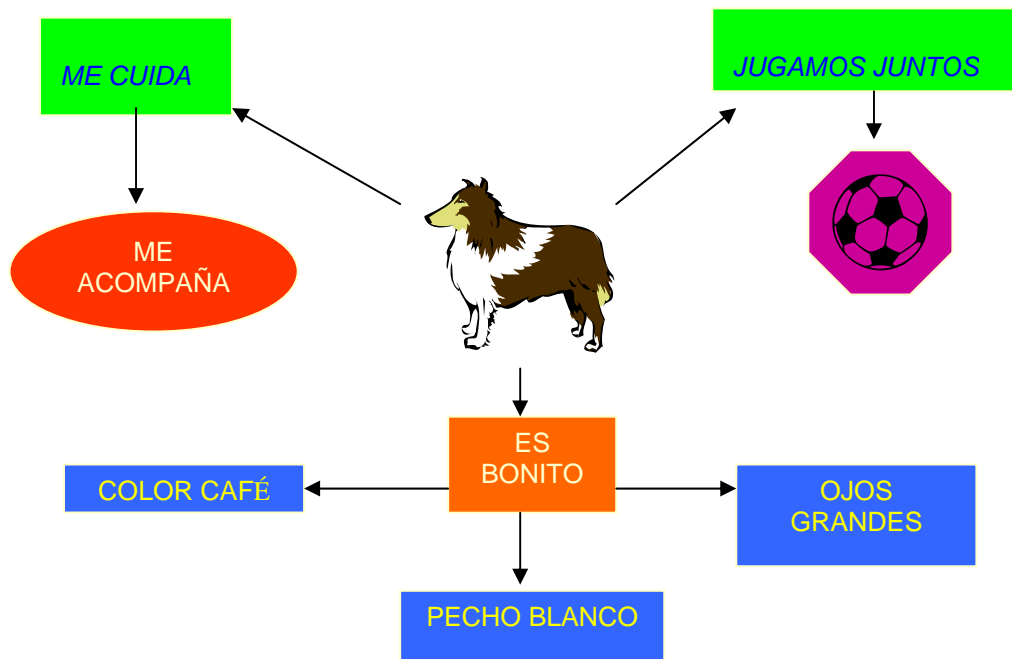 ME CUIDA
JUGAMOS JUNTOS
ME
ACOMPAÑA
ES
BONITO
COLOR CAFÉ
OJOS
GRANDES
PECHO BLANCO